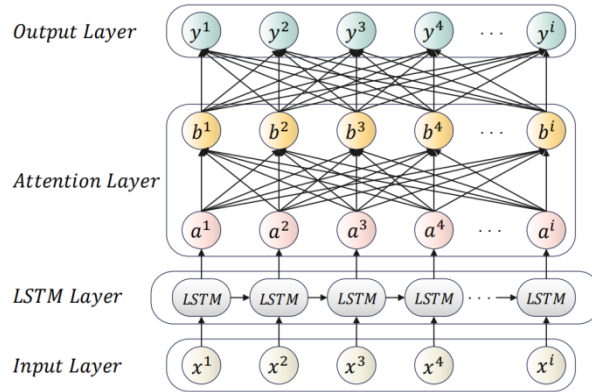 Output Layer y¹ y² y³ y⁴ ··· yⁱ
b¹ b² b³ b⁴ ··· bⁱ
Attention Layer
a¹ a² a³ a⁴ ··· aⁱ
LSTM Layer LSTM LSTM LSTM LSTM ··· LSTM
Input Layer x¹ x² x³ x⁴ ··· xⁱ